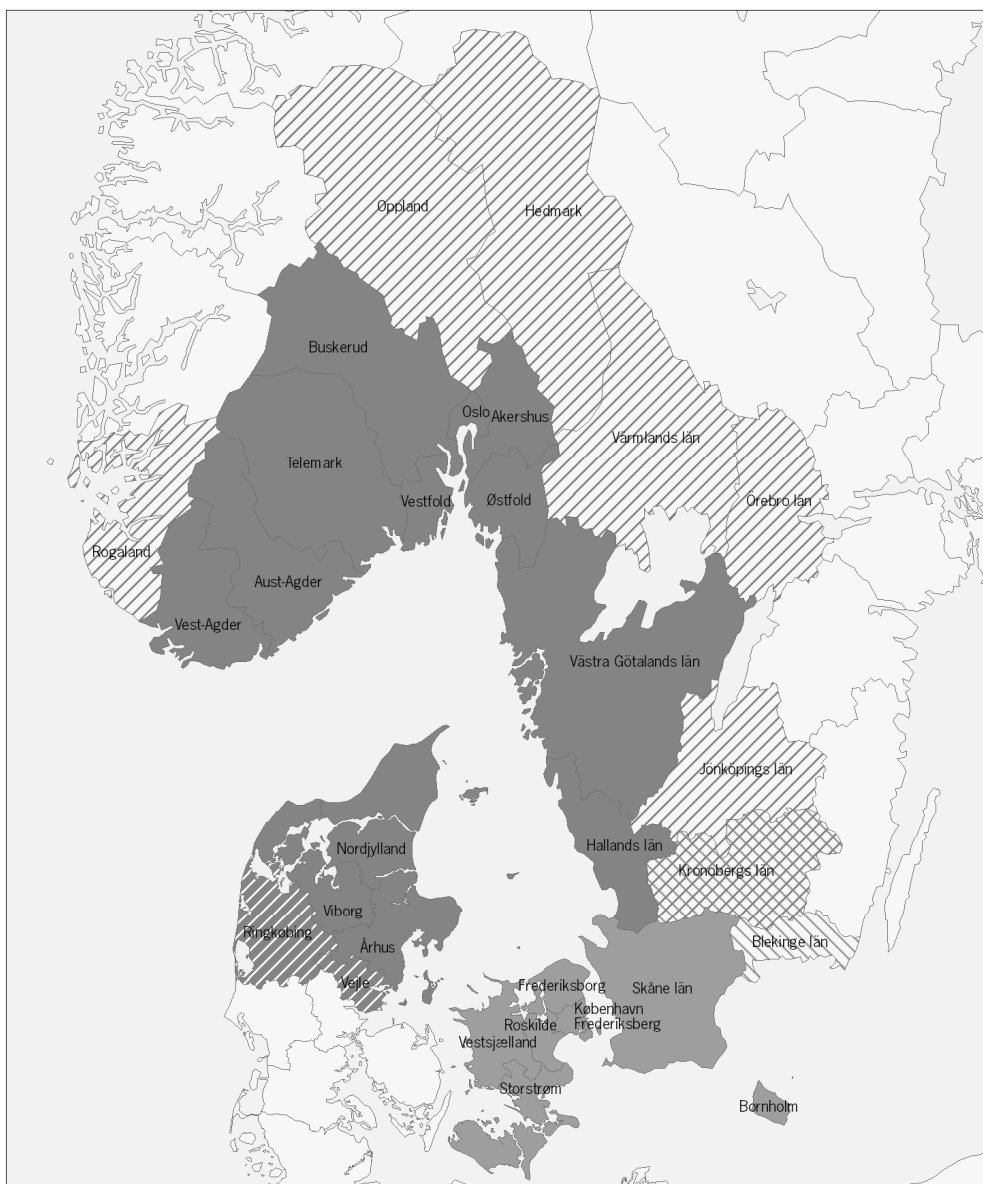 Oppland
Hedmark
Buskerud
Oslo
Akershus
Värmlands län
Telemark
Vestfold
Østfold
Örebro län
Rogaland
Aust-Agder
Vest-Agder
Västra Götalands län
Jönköpings län
Nordjylland
Hallands län
Kronobergs län
Viborg
Ringkøbing
Århus
Blekinge län
Vejle
Frederiksborg
Skåne län
København
Roskilde
Frederiksberg
Vestsjælland
Storstrøm
Bornholm